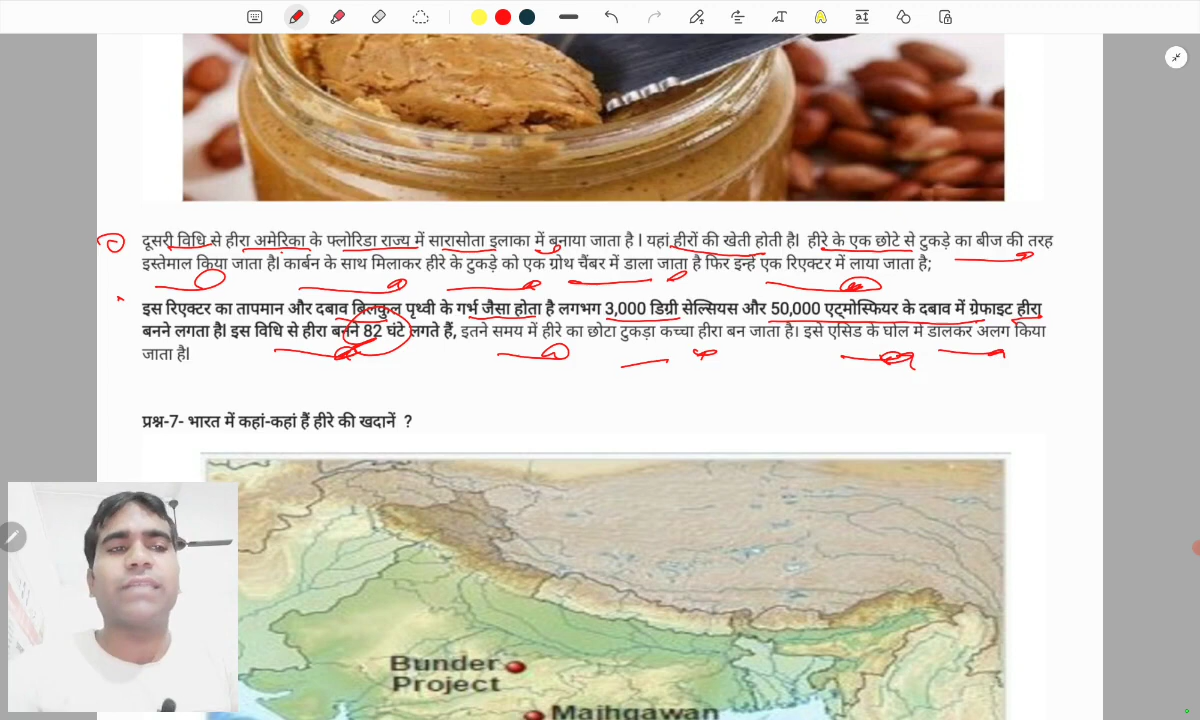 दूसरी विधि से हीरा अमेरिका के फ्लोरिडा राज्य में सारासोता इलाका में बनाया जाता है I यहां हीरों की खेती होती है। हीरे के एक छोटे से टुकड़े का बीज की तरह
इस्तेमाल किया जाता है। कार्बन के साथ मिलाकर हीरे के टुकड़े को एक ग्रोथ चैंबर में डाला जाता है फिर इन्हें एक रिएक्टर में लाया जाता है;
इस रिएक्टर का तापमान और दबाव बिलकुल पृथ्वी के गर्भ जैसा होता है लगभग 3,000 डिग्री सेल्सियस और 50,000 एट्मोस्फियर के दबाव में ग्रेफाइट हीरा
बनने लगता है। इस विधि से हीरा बनने 82 घंटे लगते हैं, इतने समय में हीरे का छोटा टुकड़ा कच्चा हीरा बन जाता है। इसे एसिड के घोल में डालकर अलग किया
जाता है।
प्रश्न-7- भारत में कहां-कहां हैं हीरे की खदानें ?
Bunder
Project
Majhgawan